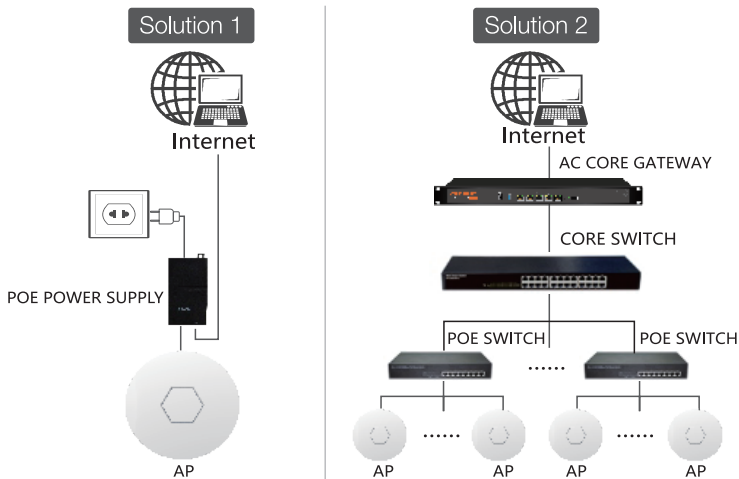 Solution 1
Internet
POE POWER SUPPLY
AP
Solution 2
Internet
AC CORE GATEWAY
CORE SWITCH
POE SWITCH
POE SWITCH
......
......
......
AP
AP
AP
AP